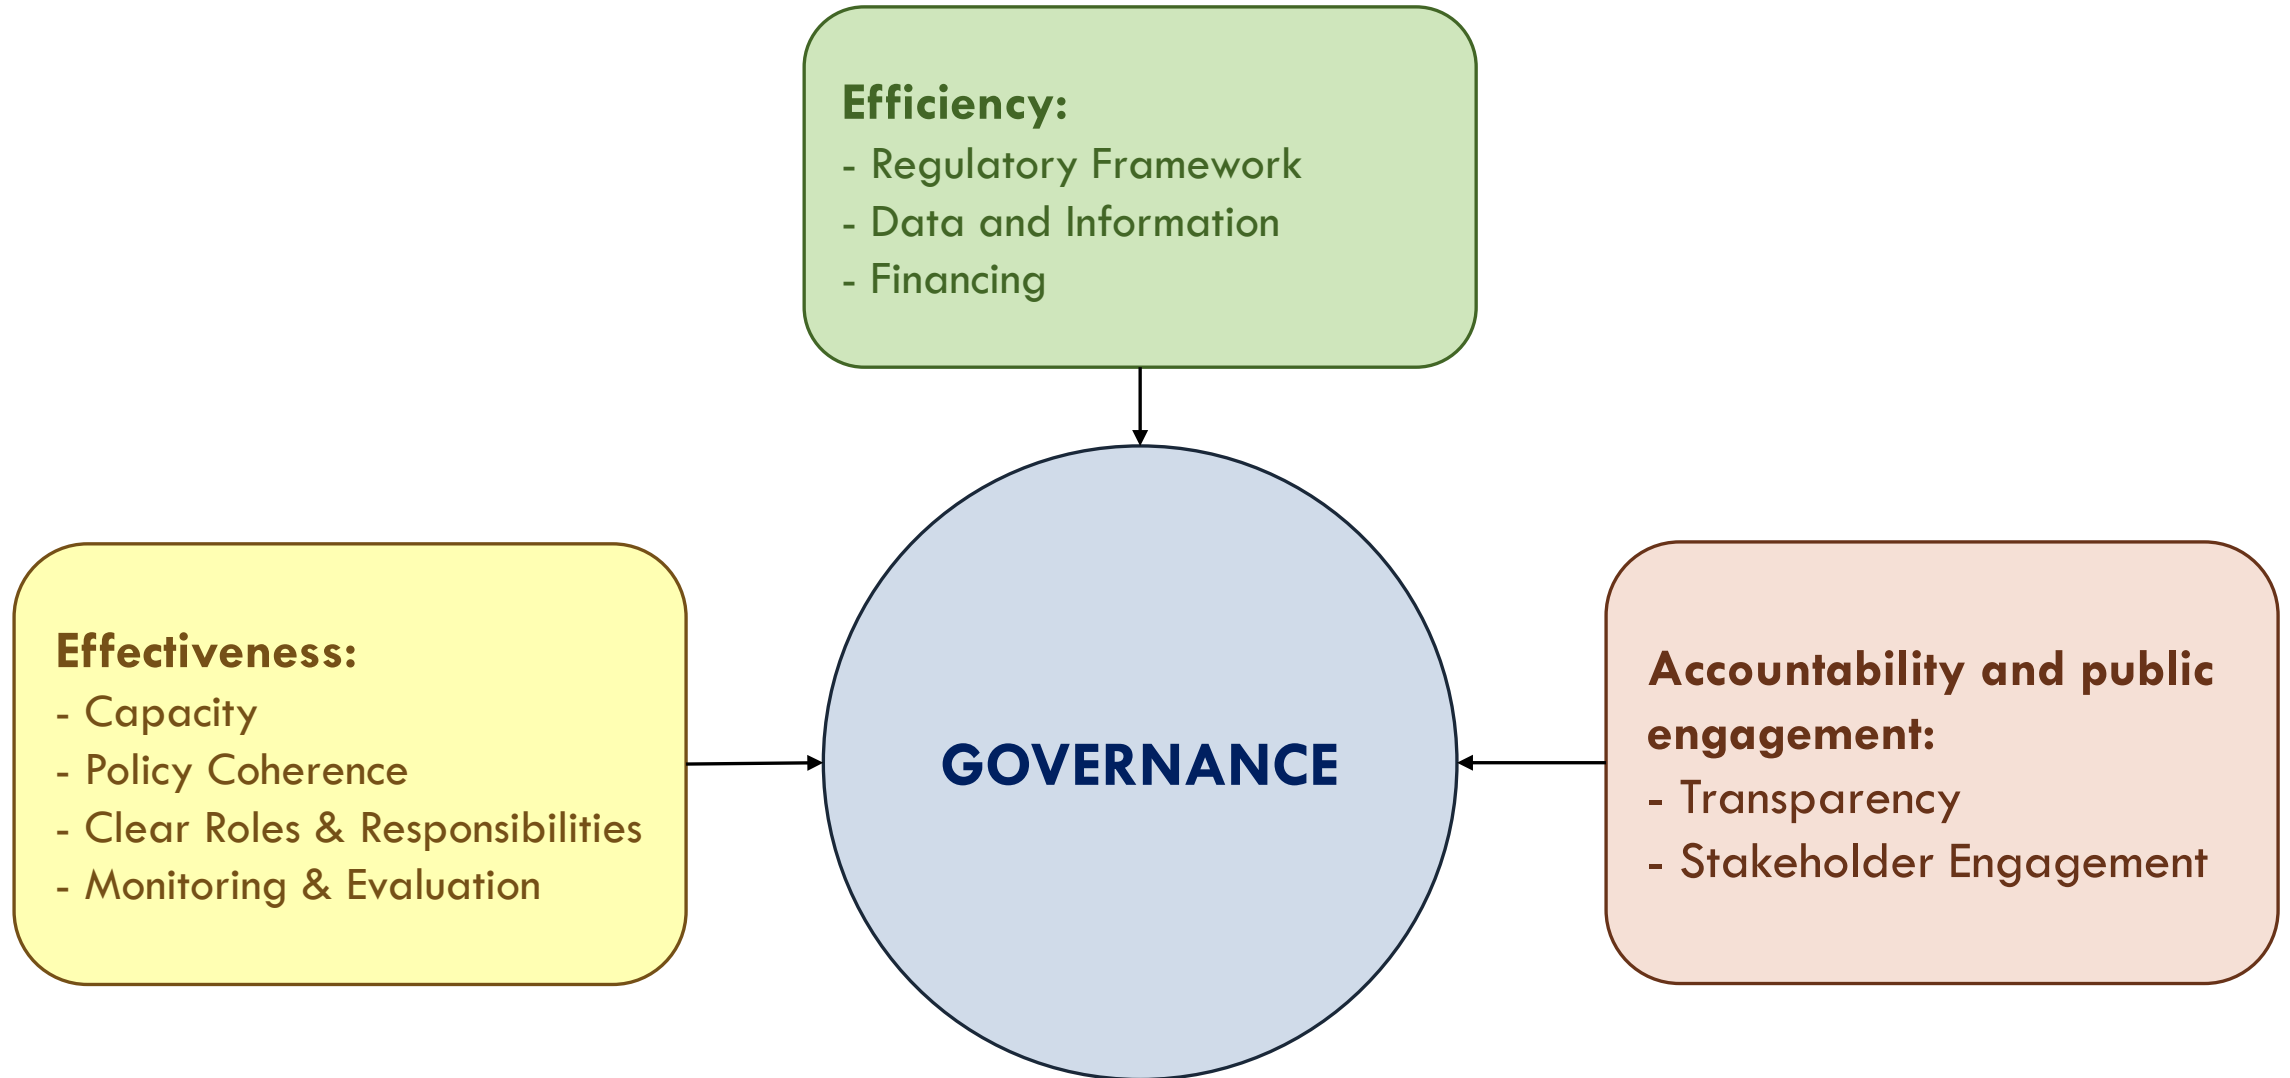 Efficiency:
- Regulatory Framework
- Data and Information
- Financing
Effectiveness:
- Capacity
- Policy Coherence
- Clear Roles & Responsibilities
- Monitoring & Evaluation
GOVERNANCE
Accountability and public
engagement:
- Transparency
- Stakeholder Engagement